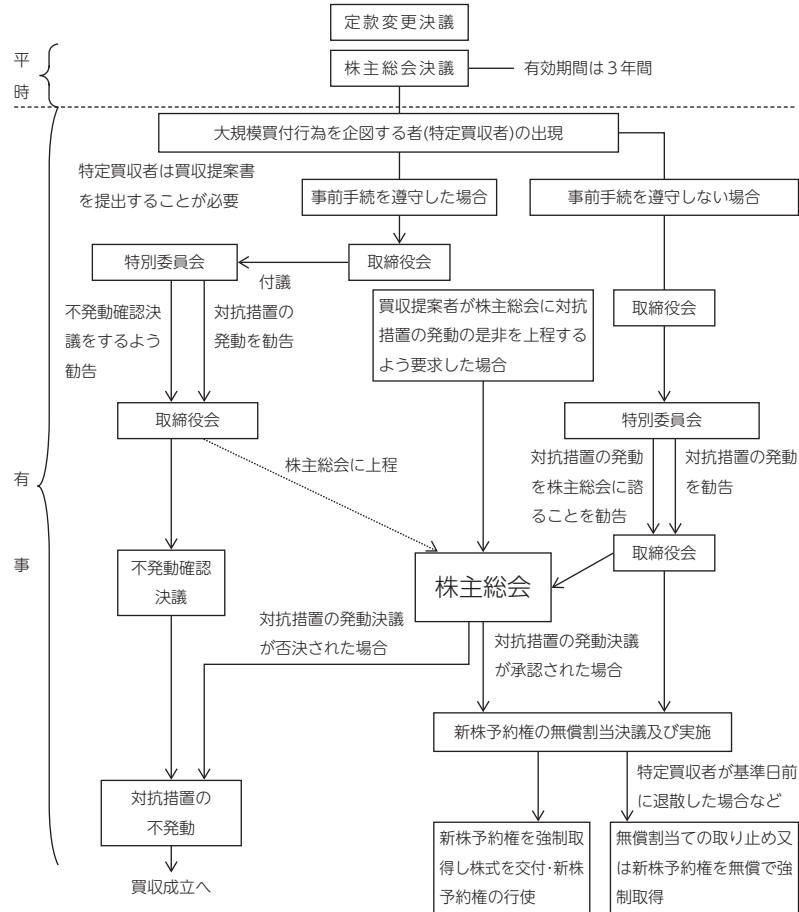 定款変更決議
平
時
株主総会決議
有効期間は3年間
大規模買付行為を企図する者(特定買収者)の出現
特定買収者は買収提案書
を提出することが必要
事前手続を遵守した場合
事前手続を遵守しない場合
特別委員会
付議
取締役会
不発動確認決
議をするよう
勧告
対抗措置の
発動を勧告
買収提案者が株主総会に対抗
措置の発動の是非を上程する
よう要求した場合
取締役会
取締役会
特別委員会
株主総会に上程
対抗措置の発動
を株主総会に諮
ることを勧告
対抗措置の発動
を勧告
有
事
不発動確認
決議
株主総会
取締役会
対抗措置の発動決議
が否決された場合
対抗措置の発動決議
が承認された場合
新株予約権の無償割当決議及び実施
特定買収者が基準日前
に退散した場合など
対抗措置の
不発動
新株予約権を強制取
得し株式を交付・新株
予約権の行使
無償割当ての取り止め又
は新株予約権を無償で強
制取得
買収成立へ